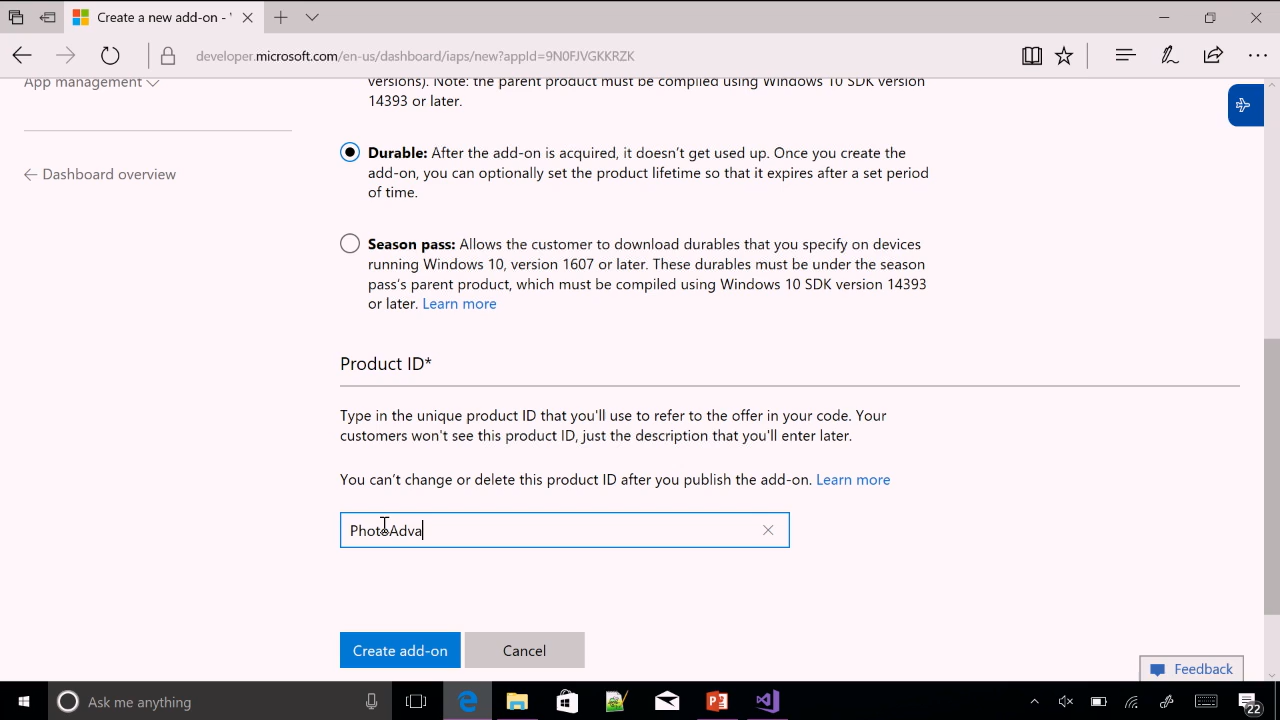 Create a new add-on - 
developer.microsoft.com/en-us/dashboard/iaps/new?appId=9N0FJVGKKRZK
App management
Dashboard overview
versions). Note: the parent product must be compiled using Windows 10 SDK version
14393 or later.
Durable: After the add-on is acquired, it doesn't get used up. Once you create the
add-on, you can optionally set the product lifetime so that it expires after a set period
of time.
Season pass: Allows the customer to download durables that you specify on devices
running Windows 10, version 1607 or later. These durables must be under the season
pass's parent product, which must be compiled using Windows 10 SDK version 14393
or later. Learn more
Product ID*
Type in the unique product ID that you'll use to refer to the offer in your code. Your
customers won't see this product ID, just the description that you'll enter later.
You can't change or delete this product ID after you publish the add-on. Learn more
PhotoAdva
Create add-on
Cancel
Feedback
Ask me anything
22